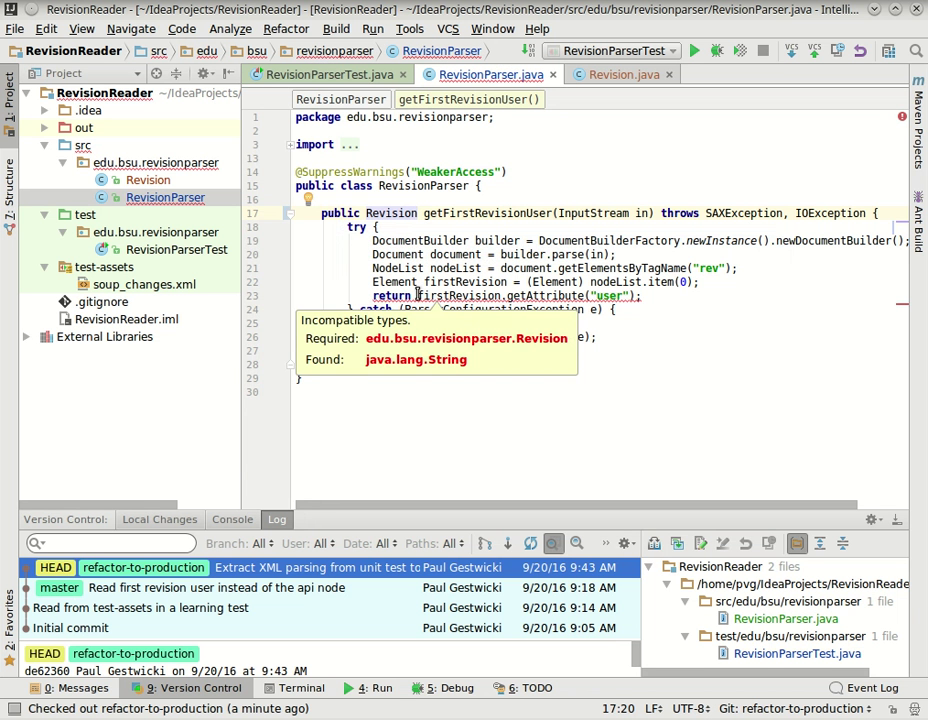 RevisionReader - [~/IdeaProjects/RevisionReader] - [RevisionReader] - ~/IdeaProjects/RevisionReader/src/edu/bsu/revisionparser/RevisionParser.java - Intelli...
File Edit View Navigate Code Analyze Refactor Build Run Tools VCS Window Help
RevisionReader src edu bsu revisionparser RevisionParser RevisionParserTest VCS VCS
Project RevisionParserTest.java RevisionParser.java Revision.java
RevisionReader ~/IdeaProjects/
.idea
out
src
edu.bsu.revisionparser
Revision
RevisionParser
test
edu.bsu.revisionparser
RevisionParserTest
test-assets
soup_changes.xml
.gitignore
RevisionReader.iml
External Libraries
1: Project
7: Structure
2: Favorites
Maven Projects
Ant Build
RevisionParser getFirstRevisionUser()
1 package edu.bsu.revisionparser;
2
3 import ...
13
14 @SuppressWarnings("WeakerAccess")
15 public class RevisionParser {
16
17 public Revision getFirstRevisionUser(InputStream in) throws SAXException, IOException {
18 try {
19 DocumentBuilder builder = DocumentBuilderFactory.newInstance().newDocumentBuilder();
20 Document document = builder.parse(in);
21 NodeList nodeList = document.getElementsByTagName("rev");
22 Element firstRevision = (Element) nodeList.item(0);
23 return firstRevision.getAttribute("user");
24 } catch ConfigurationException e) {
25
26 e);
27
28
29 }
30
Incompatible types.
Required: edu.bsu.revisionparser.Revision
Found: java.lang.String
Version Control: Local Changes Console Log
Branch: All User: All Date: All Paths: All
HEAD refactor-to-production Extract XML parsing from unit test to Paul Gestwicki 9/20/16 9:43 AM
master Read first revision user instead of the api node Paul Gestwicki 9/20/16 9:18 AM
Read from test-assets in a learning test Paul Gestwicki 9/20/16 9:14 AM
Initial commit Paul Gestwicki 9/20/16 9:05 AM
HEAD refactor-to-production
de62360 Paul Gestwicki on 9/20/16 at 9:43 AM
RevisionReader 2 files
/home/pvg/IdeaProjects/RevisionReade
src/edu/bsu/revisionparser 1 file
RevisionParser.java
test/edu/bsu/revisionparser 1 file
RevisionParserTest.java
0: Messages 9: Version Control Terminal 4: Run 5: Debug 6: TODO Event Log
Checked out refactor-to-production (a minute ago) 17:20 LF UTF-8 Git: refactor-to-production